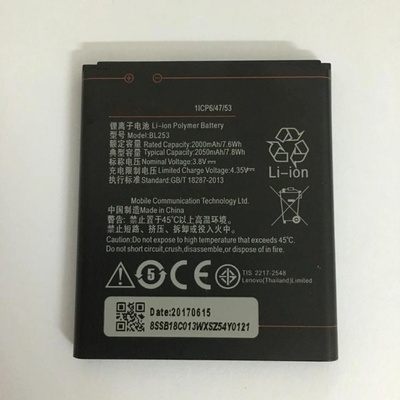 1ICP6/47/53
锂离子电池 Li-ion Polymer Battery
型号 Model: BL253
额定容量 Rated Capacity:2000mAh/7.6Wh
典型容量 Typical Capacity:2050mAh/7.8Wh
标称电压 Nominal Voltage:3.8V⎓
充电限制电压 Limited Charge Voltage:4.35V⎓
执行标准 Standard:GB/T 18287-2013
Li-ion
Mobile Communication Technology Ltd.
中国制造 Made in China
警告: 禁止置于45℃以上高温环境。
禁止短路、挤压、拆卸或投入火中。
Caution:Do not expose to high temperature that exceeds 45℃.
Do not short circuit,crush,disassemble,or dispose of in fire.
5
TIS 2217-2548
Lenovo(Thailand)Limited
Date: 20170615
8SSB18C013WXSZ54Y0121